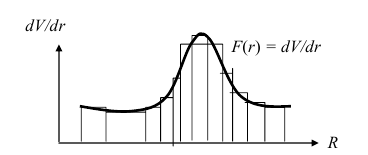 dV/dr
F(r) = dV/dr
R